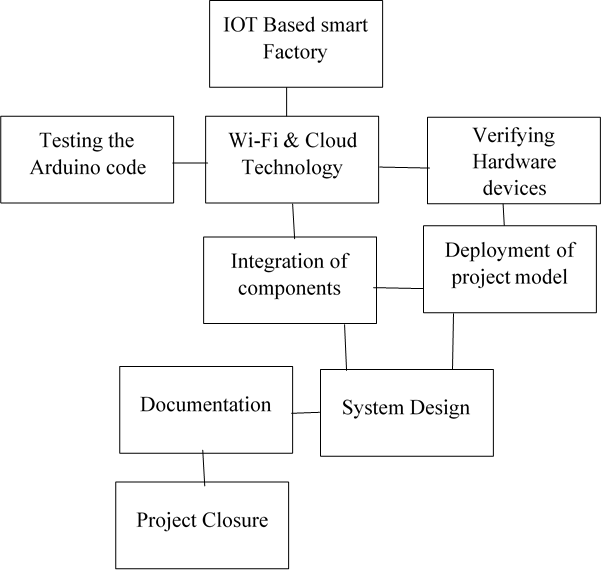 IOT Based smart
Factory
Testing the
Arduino code
Wi-Fi & Cloud
Technology
Verifying
Hardware
devices
Integration of
components
Deployment of
project model
Documentation
System Design
Project Closure